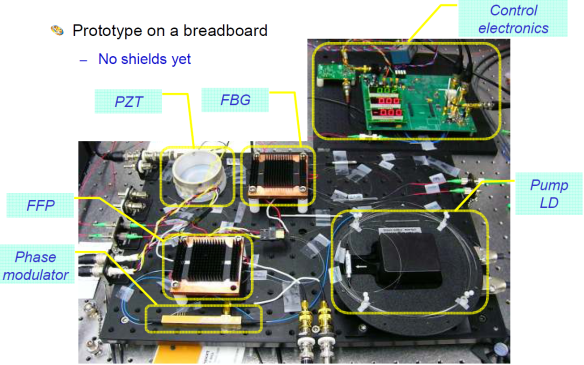 Prototype on a breadboard
– No shields yet
Control
electronics
PZT
FBG
FFP
Pump
LD
Phase
modulator